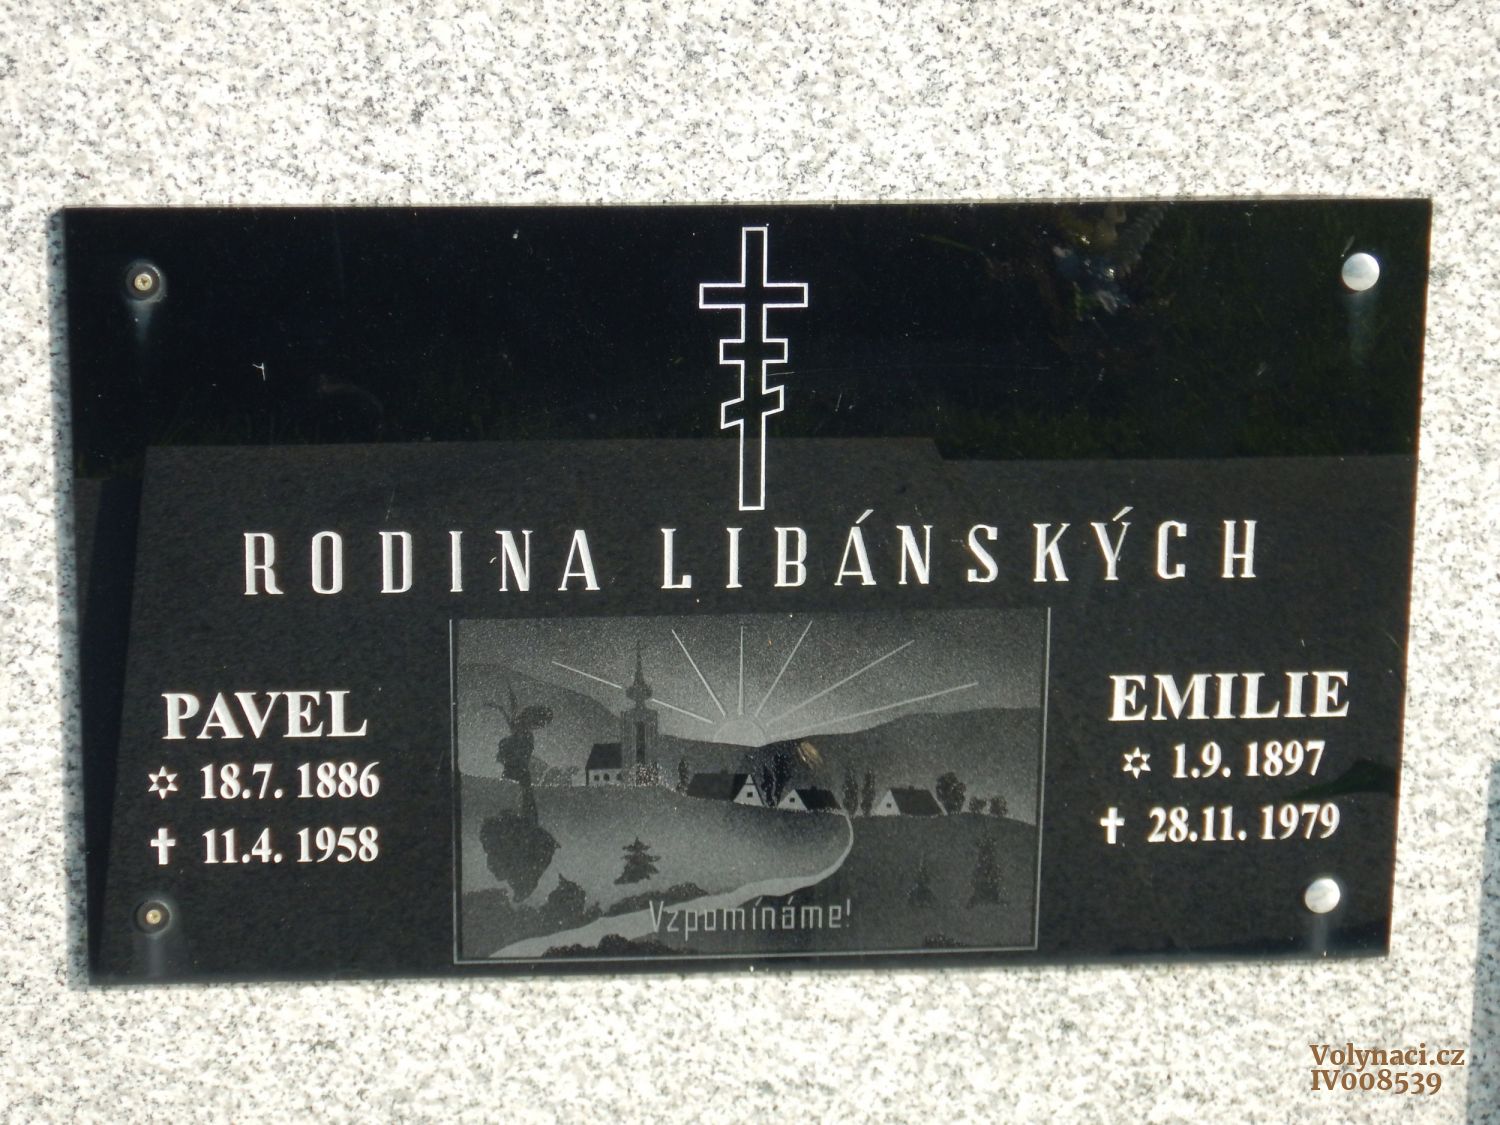 RODINA LIBÁNSKÝCH
PAVEL
✡ 18.7. 1886
✝ 11.4. 1958
EMILIE
✡ 1.9. 1897
✝ 28.11. 1979
Vzpomínáme!
Volynaci.cz
IV008539